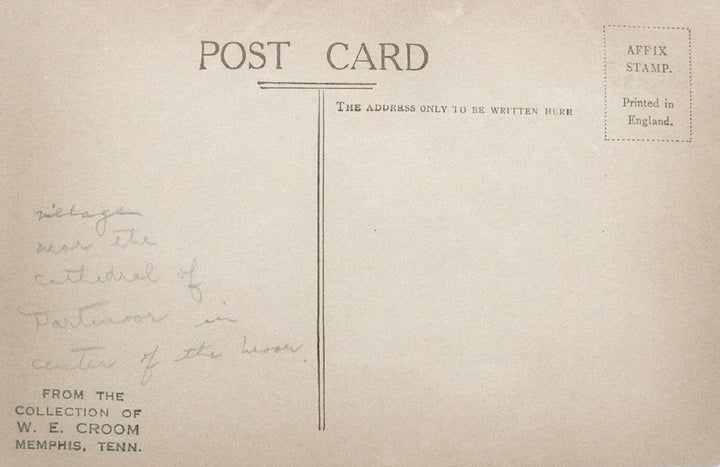 POST CARD
AFFIX
STAMP.
Printed in
England.
THE ADDRESS ONLY TO BE WRITTEN HERE
village
near the
cathedral of
Dartmoor in
center of the moor.
FROM THE
COLLECTION OF
W. E. CROOM
MEMPHIS, TENN.